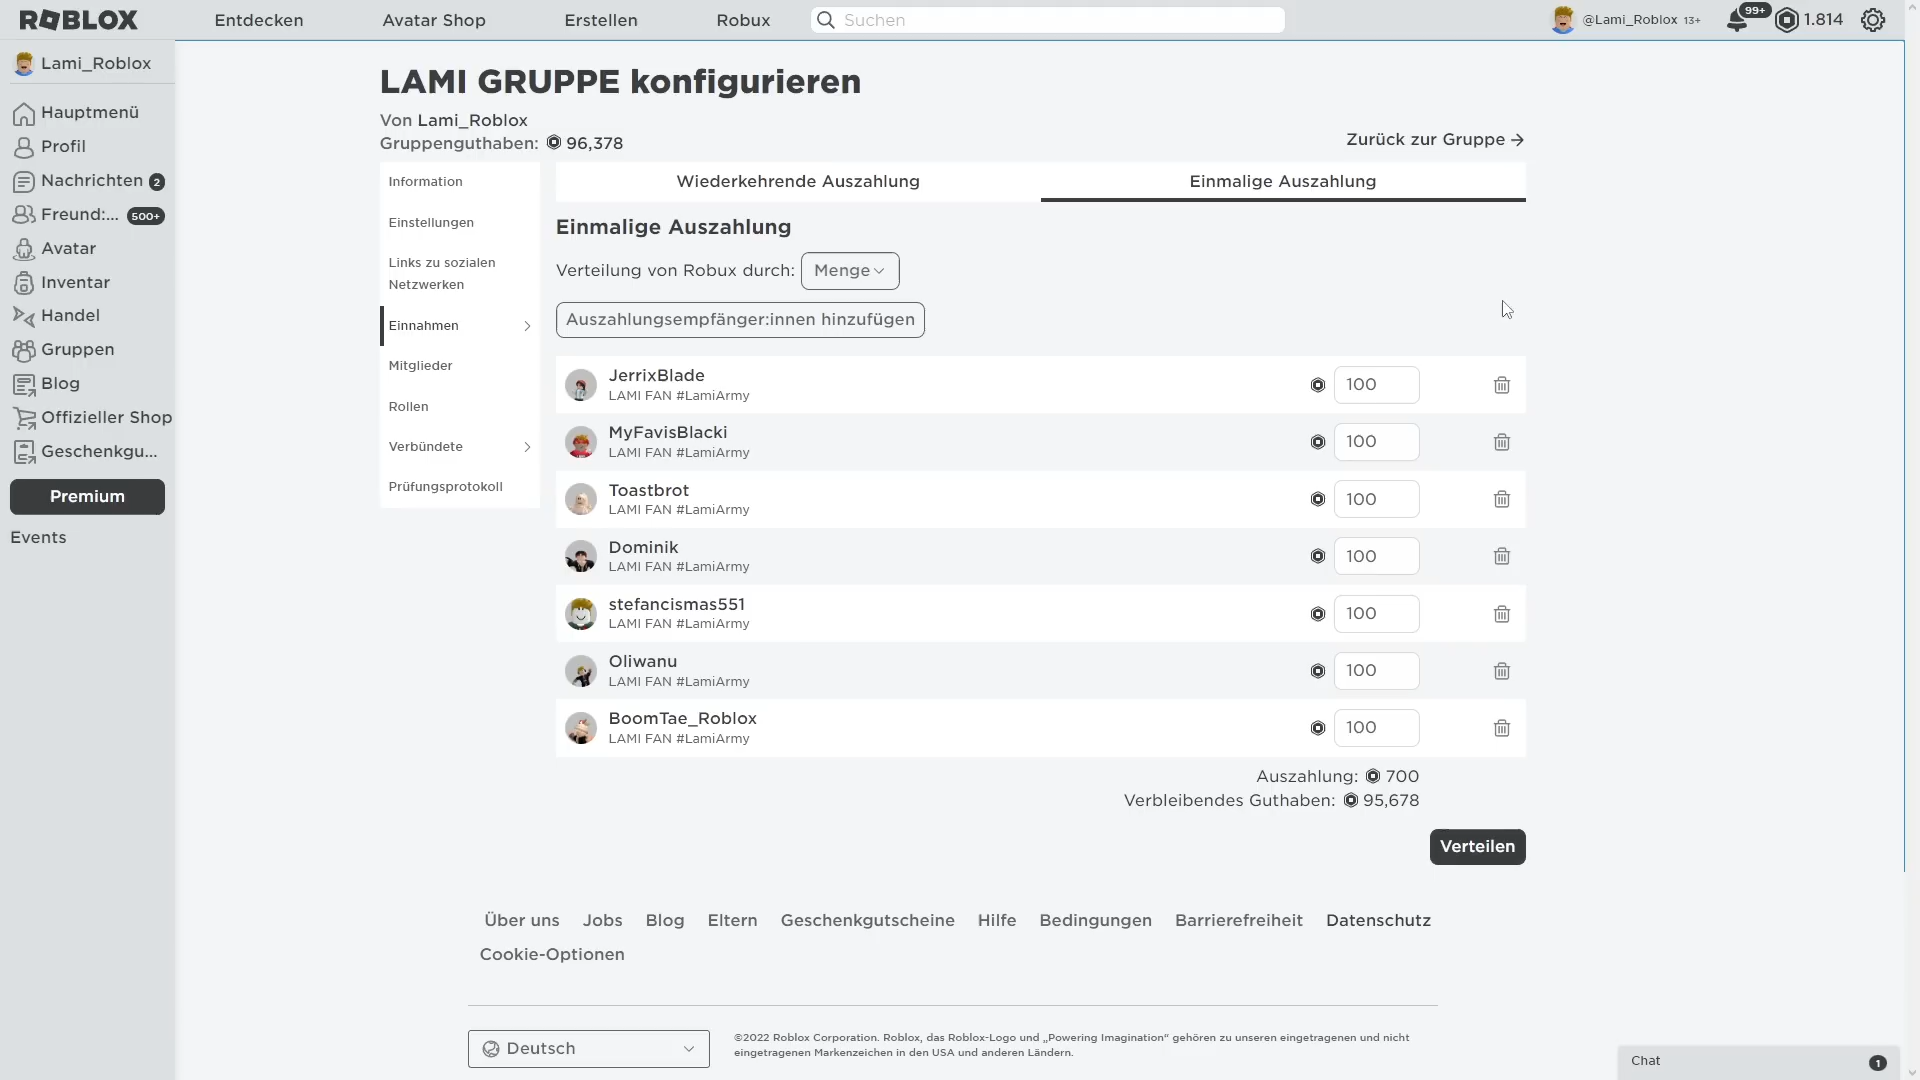 ROBLOX
Entdecken
Avatar Shop
Erstellen
Robux
Suchen
@Lami_Roblox 13+
99+
1.814
Lami_Roblox
Hauptmenü
Profil
Nachrichten 2
Freund:... 500+
Avatar
Inventar
Handel
Gruppen
Blog
Offizieller Shop
Geschenkgu...
Premium
Events
LAMI GRUPPE konfigurieren
Von Lami_Roblox
Gruppenguthaben: 96,378
Zurück zur Gruppe
Information
Einstellungen
Links zu sozialen
Netzwerken
Einnahmen
Mitglieder
Rollen
Verbündete
Prüfungsprotokoll
Wiederkehrende Auszahlung
Einmalige Auszahlung
Einmalige Auszahlung
Verteilung von Robux durch: Menge
Auszahlungsempfänger:innen hinzufügen
JerrixBlade
LAMI FAN #LamiArmy
100
MyFavisBlacki
LAMI FAN #LamiArmy
100
Toastbrot
LAMI FAN #LamiArmy
100
Dominik
LAMI FAN #LamiArmy
100
stefancismas551
LAMI FAN #LamiArmy
100
Oliwanu
LAMI FAN #LamiArmy
100
BoomTae_Roblox
LAMI FAN #LamiArmy
100
Auszahlung: 700
Verbleibendes Guthaben: 95,678
Verteilen
Über uns
Jobs
Blog
Eltern
Geschenkgutscheine
Hilfe
Bedingungen
Barrierefreiheit
Datenschutz
Cookie-Optionen
Deutsch
©2022 Roblox Corporation. Roblox, das Roblox-Logo und „Powering Imagination“ gehören zu unseren eingetragenen und nicht
eingetragenen Markenzeichen in den USA und anderen Ländern.
Chat
1